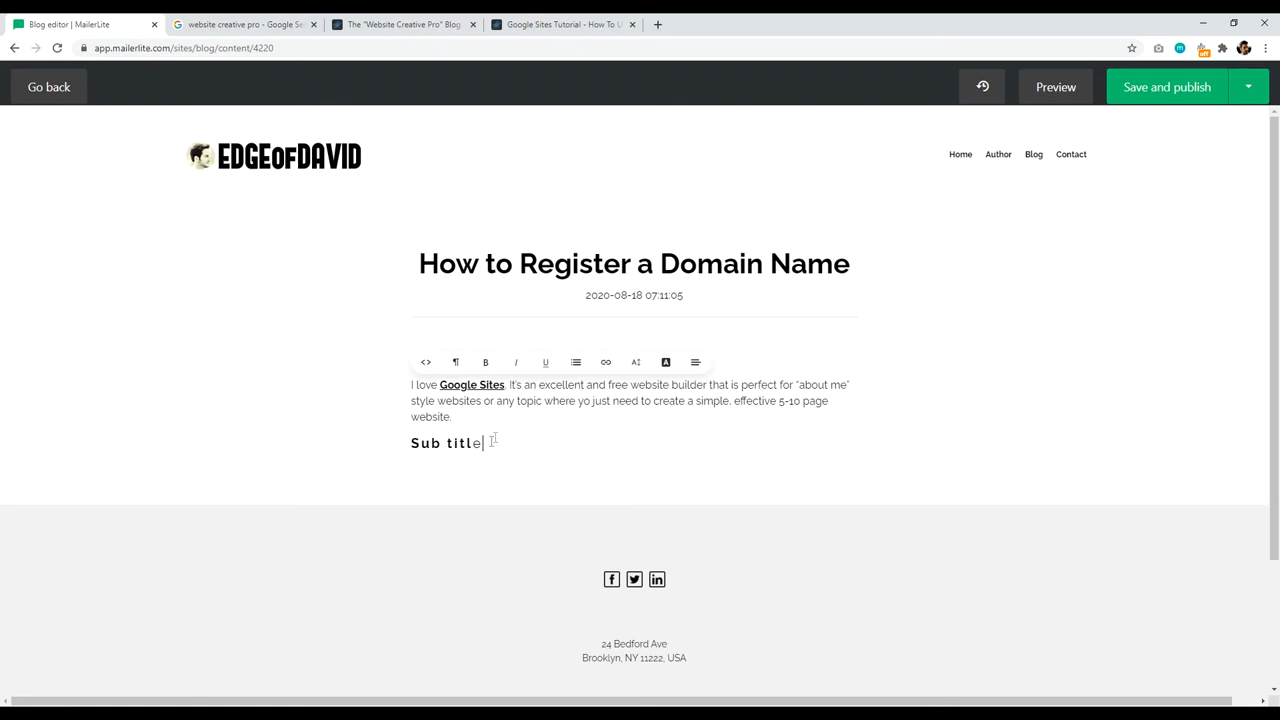 Blog editor | MailerLite
website creative pro - Google Se
The "Website Creative Pro" Blog
Google Sites Tutorial - How To U
app.mailerlite.com/sites/blog/content/4220
off
Go back
Preview
Save and publish
EDGEOFDAVID
Home
Author
Blog
Contact
How to Register a Domain Name
2020-08-18 07:11:05
I love Google Sites. It's an excellent and free website builder that is perfect for "about me"
style websites or any topic where yo just need to create a simple, effective 5-10 page
website.
Sub title
24 Bedford Ave
Brooklyn, NY 11222, USA